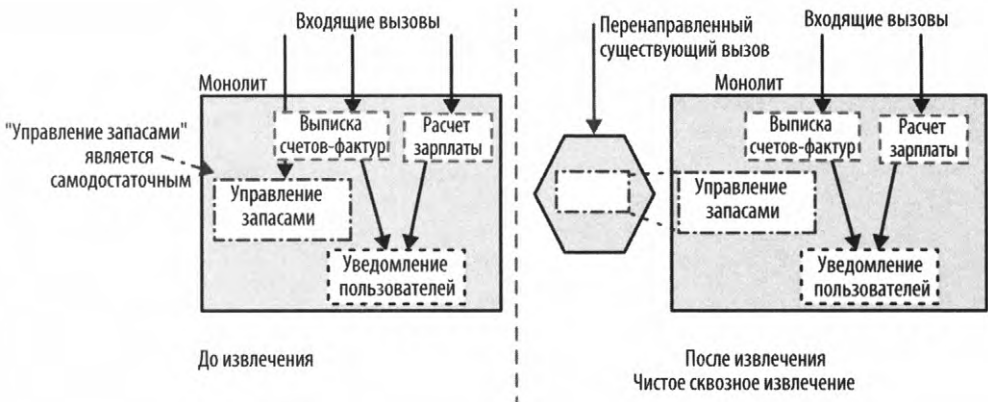 Входящие вызовы
Монолит
"Управление запасами"
является
самодостаточным
Выписка
счетов-фактур
Расчет
зарплаты
Управление
запасами
Уведомление
пользователей
До извлечения
Перенаправленный
существующий вызов
Входящие вызовы
Монолит
Выписка
счетов-фактур
Расчет
зарплаты
Управление
запасами
Уведомление
пользователей
После извлечения
Чистое сквозное извлечение